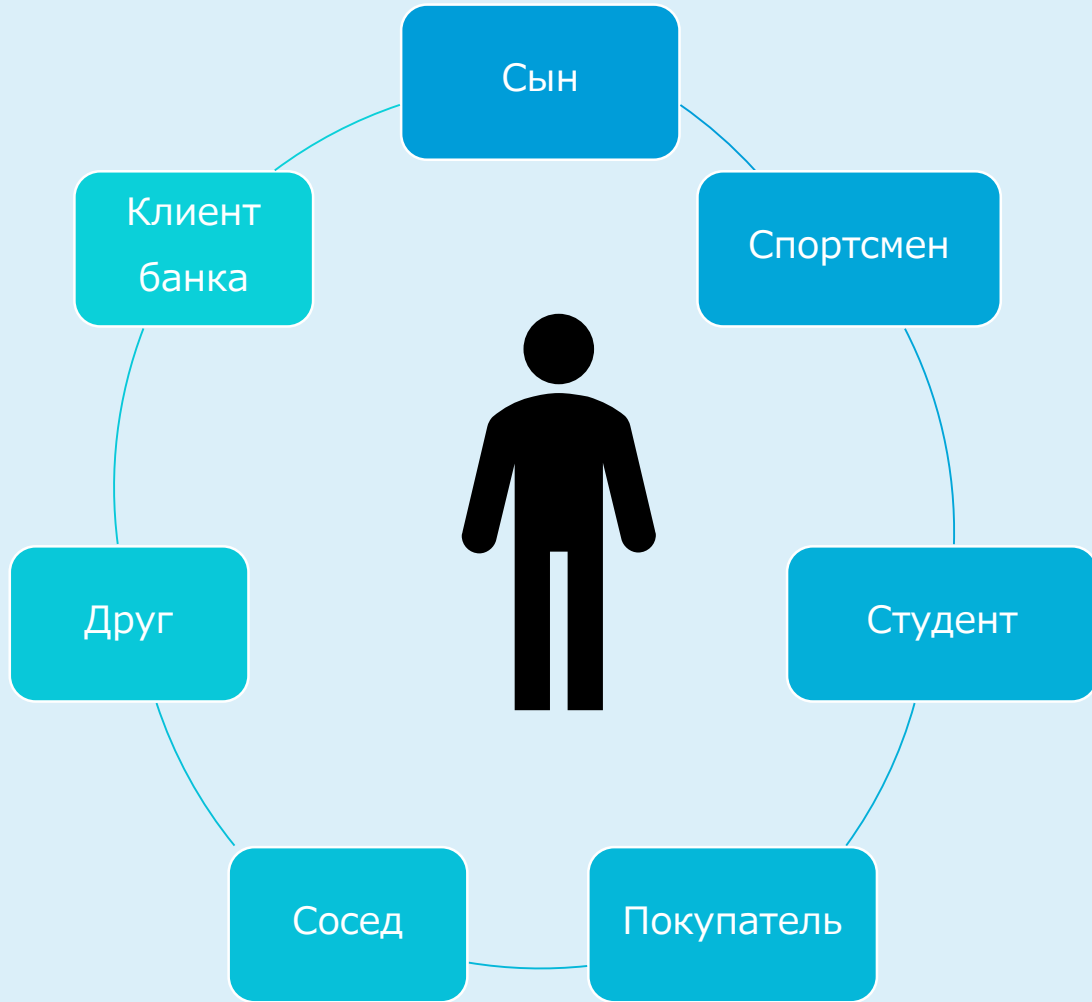 Сын
Клиент
банка
Спортсмен
Друг
Студент
Сосед
Покупатель